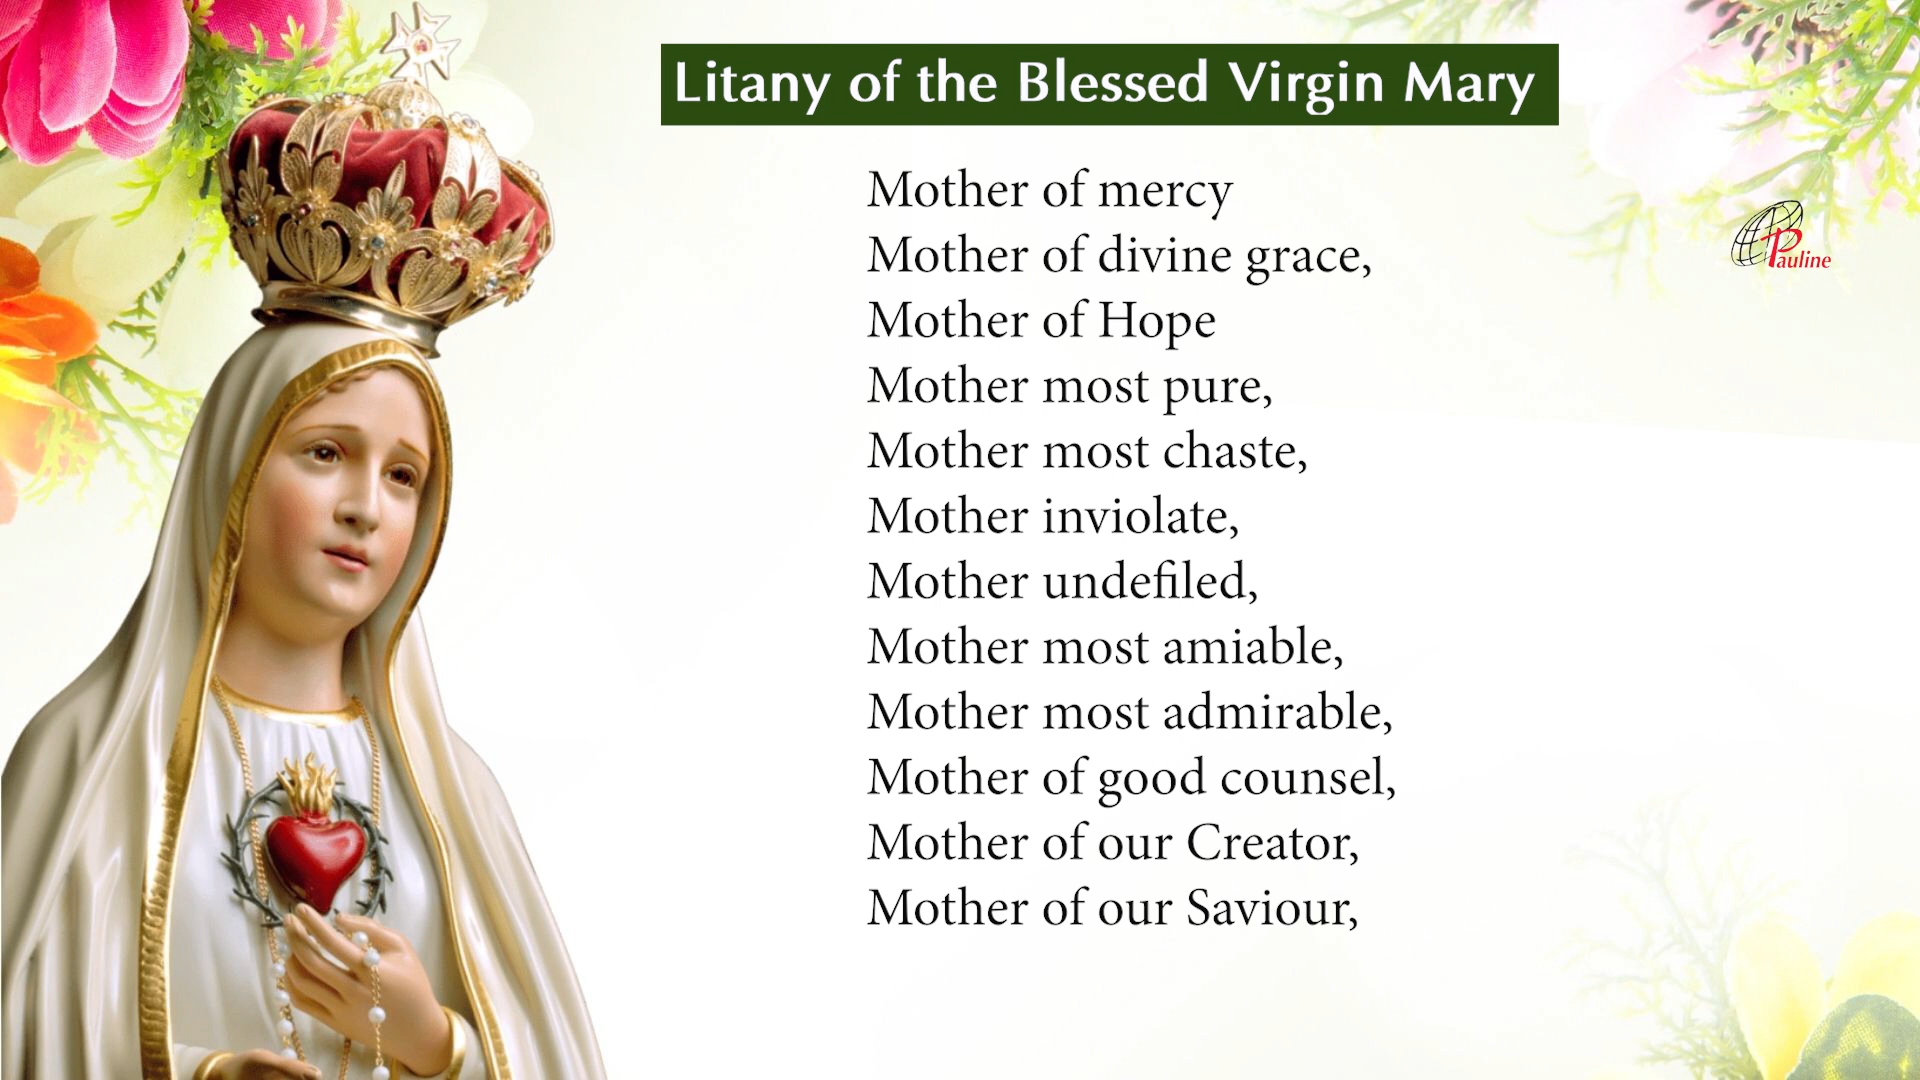 Litany of the Blessed Virgin Mary
Mother of mercy
Mother of divine grace,
Mother of Hope
Mother most pure,
Mother most chaste,
Mother inviolate,
Mother undefiled,
Mother most amiable,
Mother most admirable,
Mother of good counsel,
Mother of our Creator,
Mother of our Saviour,
Pauline